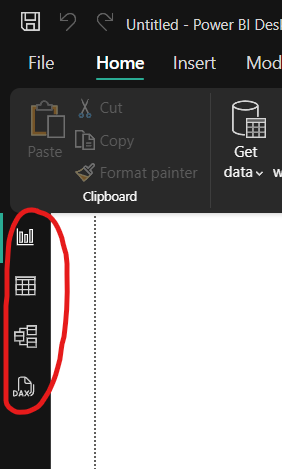 Untitled - Power BI Desk
File Home Insert Mod
Cut
Copy
Format painter
Paste
Get
data
Clipboard
DAX